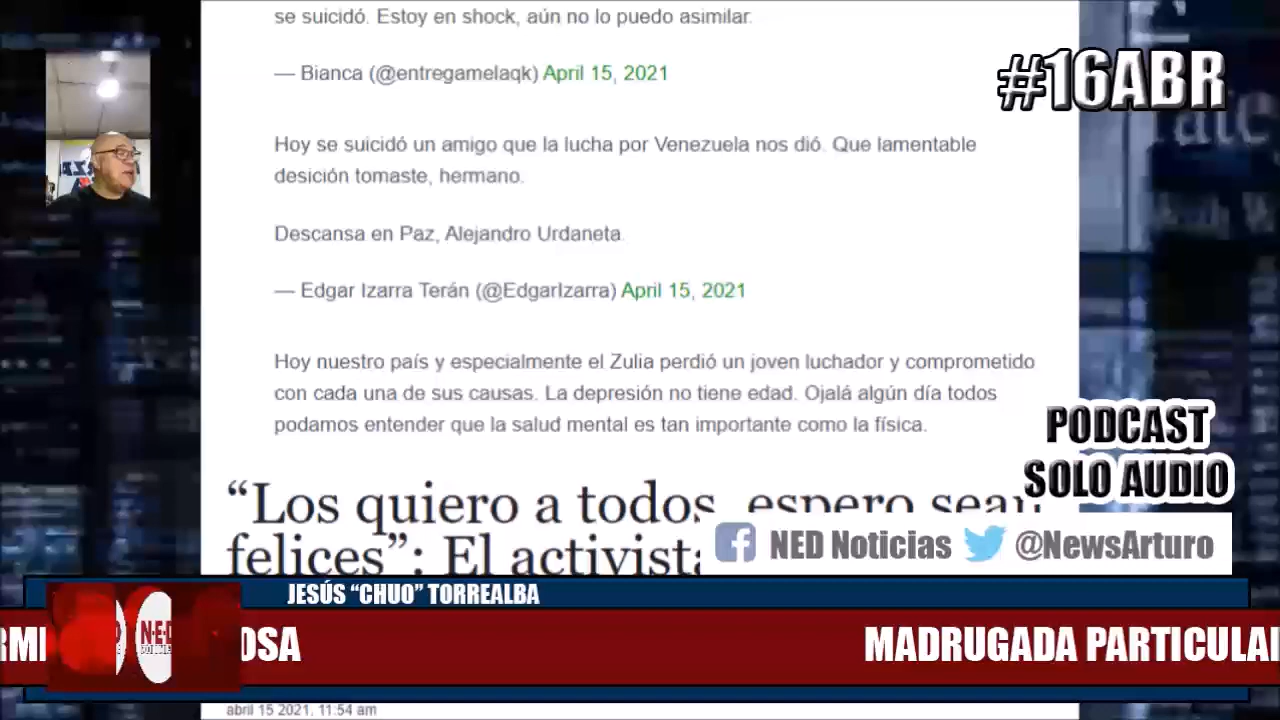 se suicidó. Estoy en shock, aún no lo puedo asimilar.
— Bianca (@entregamelaqk) April 15, 2021
#16ABR
Hoy se suicidó un amigo que la lucha por Venezuela nos dió. Que lamentable
desición tomaste, hermano.
Descansa en Paz, Alejandro Urdaneta.
— Edgar Izarra Terán (@EdgarIzarra) April 15, 2021
Hoy nuestro país y especialmente el Zulia perdió un joven luchador y comprometido
con cada una de sus causas. La depresión no tiene edad. Ojalá algún día todos
podamos entender que la salud mental es tan importante como la física.
PODCAST
SOLO AUDIO
“Los quiero a todos, espero sean
felices”: El activista
NED Noticias @NewsArturo
JESÚS “CHUO” TORREALBA
N·E·D
MADRUGADA
abril 15 2021, 11:54 am